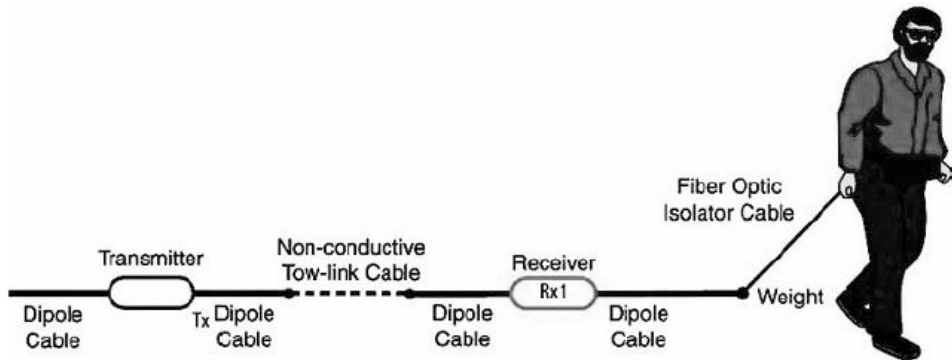 Fiber Optic
Isolator Cable
Non-conductive
Tow-link Cable
Transmitter
Receiver
Rx1
Weight
Dipole
Cable
Tx
Dipole
Cable
Dipole
Cable
Dipole
Cable